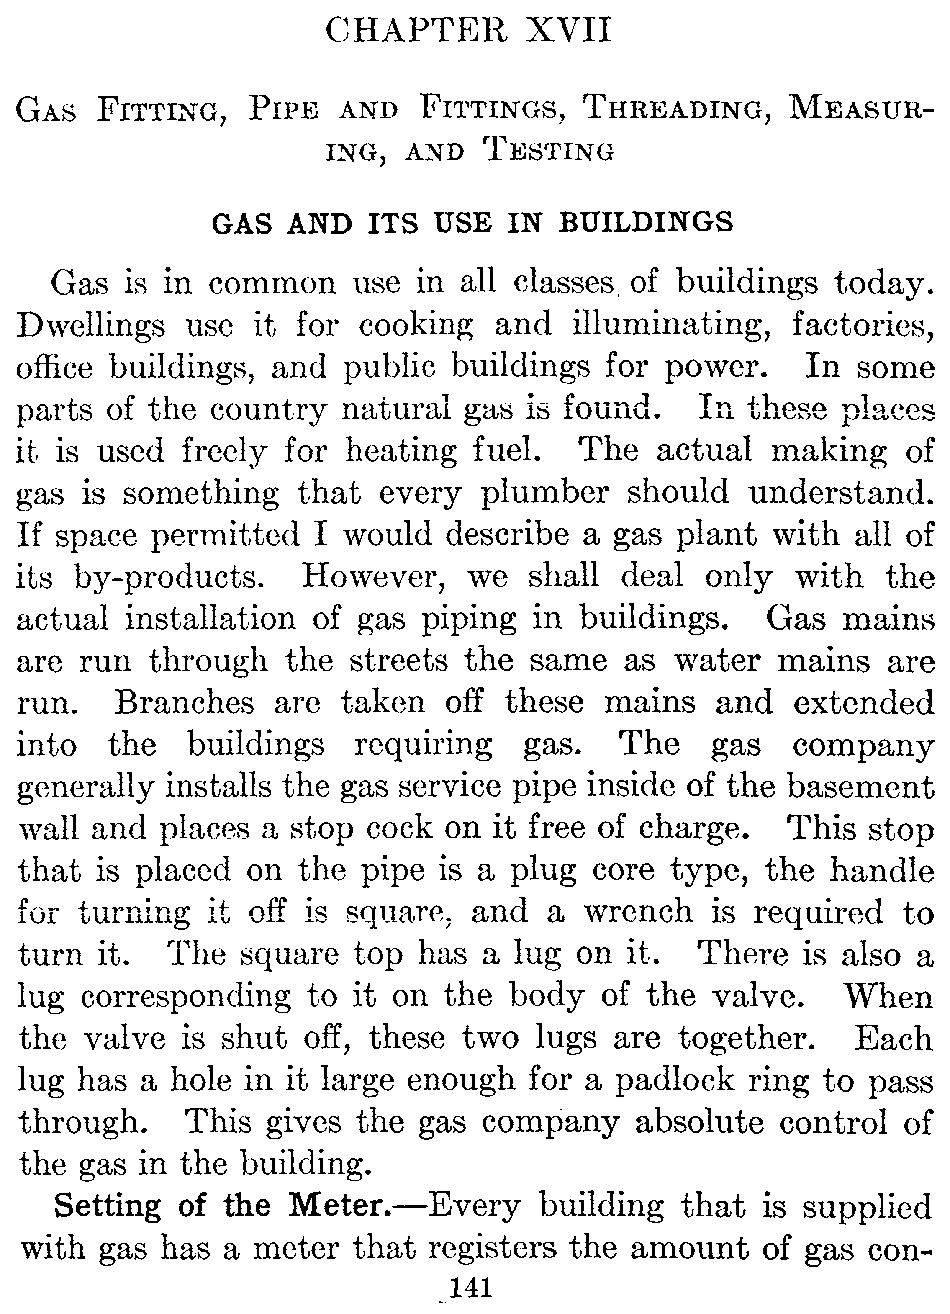 CHAPTER XVII
Gas Fitting, Pipe and Fittings, Threading, Measur-
ing, and Testing
GAS AND ITS USE IN BUILDINGS
Gas is in common use in all classes of buildings today.
Dwellings use it for cooking and illuminating, factories,
office buildings, and public buildings for power. In some
parts of the country natural gas is found. In these places
it is used freely for heating fuel. The actual making of
gas is something that every plumber should understand.
If space permitted I would describe a gas plant with all of
its by-products. However, we shall deal only with the
actual installation of gas piping in buildings. Gas mains
are run through the streets the same as water mains are
run. Branches are taken off these mains and extended
into the buildings requiring gas. The gas company
generally installs the gas service pipe inside of the basement
wall and places a stop cock on it free of charge. This stop
that is placed on the pipe is a plug core type, the handle
for turning it off is square, and a wrench is required to
turn it. The square top has a lug on it. There is also a
lug corresponding to it on the body of the valve. When
the valve is shut off, these two lugs are together. Each
lug has a hole in it large enough for a padlock ring to pass
through. This gives the gas company absolute control of
the gas in the building.
Setting of the Meter.—Every building that is supplied
with gas has a meter that registers the amount of gas con-
141